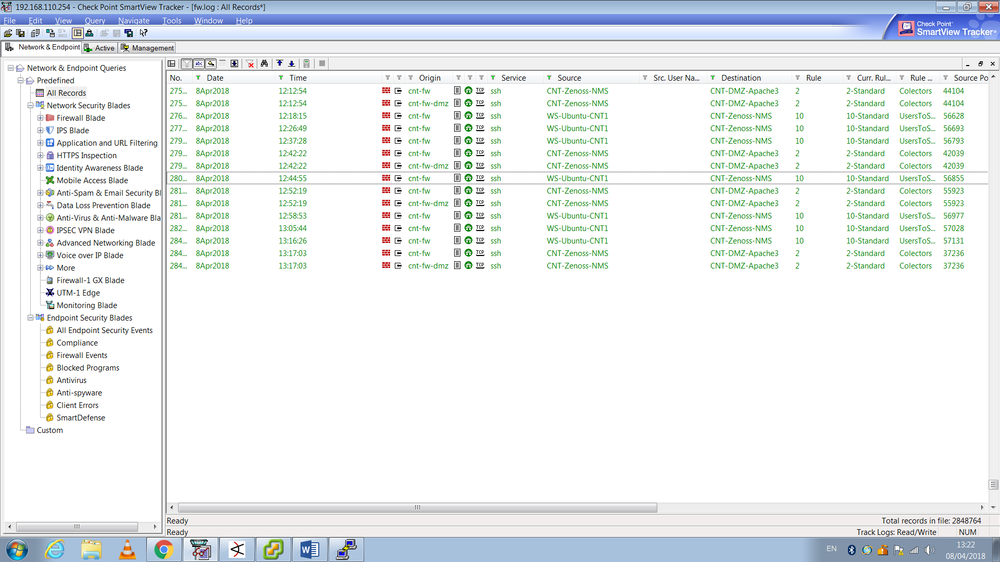 192.168.110.254 - Check Point SmartView Tracker - [fw.log : All Records*]
File Edit View Query Navigate Tools Window Help
Check Point
SmartView Tracker
Network & Endpoint Active Management
Network & Endpoint Queries
Predefined
All Records
Network Security Blades
Firewall Blade
IPS Blade
Application and URL Filtering
HTTPS Inspection
Identity Awareness Blade
Mobile Access Blade
Anti-Spam & Email Security Bl
Data Loss Prevention Blade
Anti-Virus & Anti-Malware Bla
IPSEC VPN Blade
Advanced Networking Blade
Voice over IP Blade
More
Firewall-1 GX Blade
UTM-1 Edge
Monitoring Blade
Endpoint Security Blades
All Endpoint Security Events
Compliance
Firewall Events
Blocked Programs
Antivirus
Anti-spyware
Client Errors
SmartDefense
Custom
abc
No. Date Time Origin Service Source Src. User Na... Destination Rule Curr. Rul... Rule ... Source Po
275... 8Apr2018 12:12:54 cnt-fw TCP ssh CNT-Zenoss-NMS CNT-DMZ-Apache3 2 2-Standard Colectors 44104
275... 8Apr2018 12:12:54 cnt-fw-dmz TCP ssh CNT-Zenoss-NMS CNT-DMZ-Apache3 2 2-Standard Colectors 44104
276... 8Apr2018 12:18:15 cnt-fw TCP ssh WS-Ubuntu-CNT1 CNT-Zenoss-NMS 10 10-Standard UsersToS... 56628
277... 8Apr2018 12:26:49 cnt-fw TCP ssh WS-Ubuntu-CNT1 CNT-Zenoss-NMS 10 10-Standard UsersToS... 56693
279... 8Apr2018 12:37:28 cnt-fw TCP ssh WS-Ubuntu-CNT1 CNT-Zenoss-NMS 10 10-Standard UsersToS... 56793
279... 8Apr2018 12:42:22 cnt-fw TCP ssh CNT-Zenoss-NMS CNT-DMZ-Apache3 2 2-Standard Colectors 42039
279... 8Apr2018 12:42:22 cnt-fw-dmz TCP ssh CNT-Zenoss-NMS CNT-DMZ-Apache3 2 2-Standard Colectors 42039
280... 8Apr2018 12:44:55 cnt-fw TCP ssh WS-Ubuntu-CNT1 CNT-Zenoss-NMS 10 10-Standard UsersToS... 56855
281... 8Apr2018 12:52:19 cnt-fw TCP ssh CNT-Zenoss-NMS CNT-DMZ-Apache3 2 2-Standard Colectors 55923
281... 8Apr2018 12:52:19 cnt-fw-dmz TCP ssh CNT-Zenoss-NMS CNT-DMZ-Apache3 2 2-Standard Colectors 55923
281... 8Apr2018 12:58:53 cnt-fw TCP ssh WS-Ubuntu-CNT1 CNT-Zenoss-NMS 10 10-Standard UsersToS... 56977
282... 8Apr2018 13:05:44 cnt-fw TCP ssh WS-Ubuntu-CNT1 CNT-Zenoss-NMS 10 10-Standard UsersToS... 57028
284... 8Apr2018 13:16:26 cnt-fw TCP ssh WS-Ubuntu-CNT1 CNT-Zenoss-NMS 10 10-Standard UsersToS... 57131
284... 8Apr2018 13:17:03 cnt-fw TCP ssh CNT-Zenoss-NMS CNT-DMZ-Apache3 2 2-Standard Colectors 37236
284... 8Apr2018 13:17:03 cnt-fw-dmz TCP ssh CNT-Zenoss-NMS CNT-DMZ-Apache3 2 2-Standard Colectors 37236
Ready Total records in file: 2848764
Ready Track Logs: Read/Write NUM
EN 13:22
08/04/2018